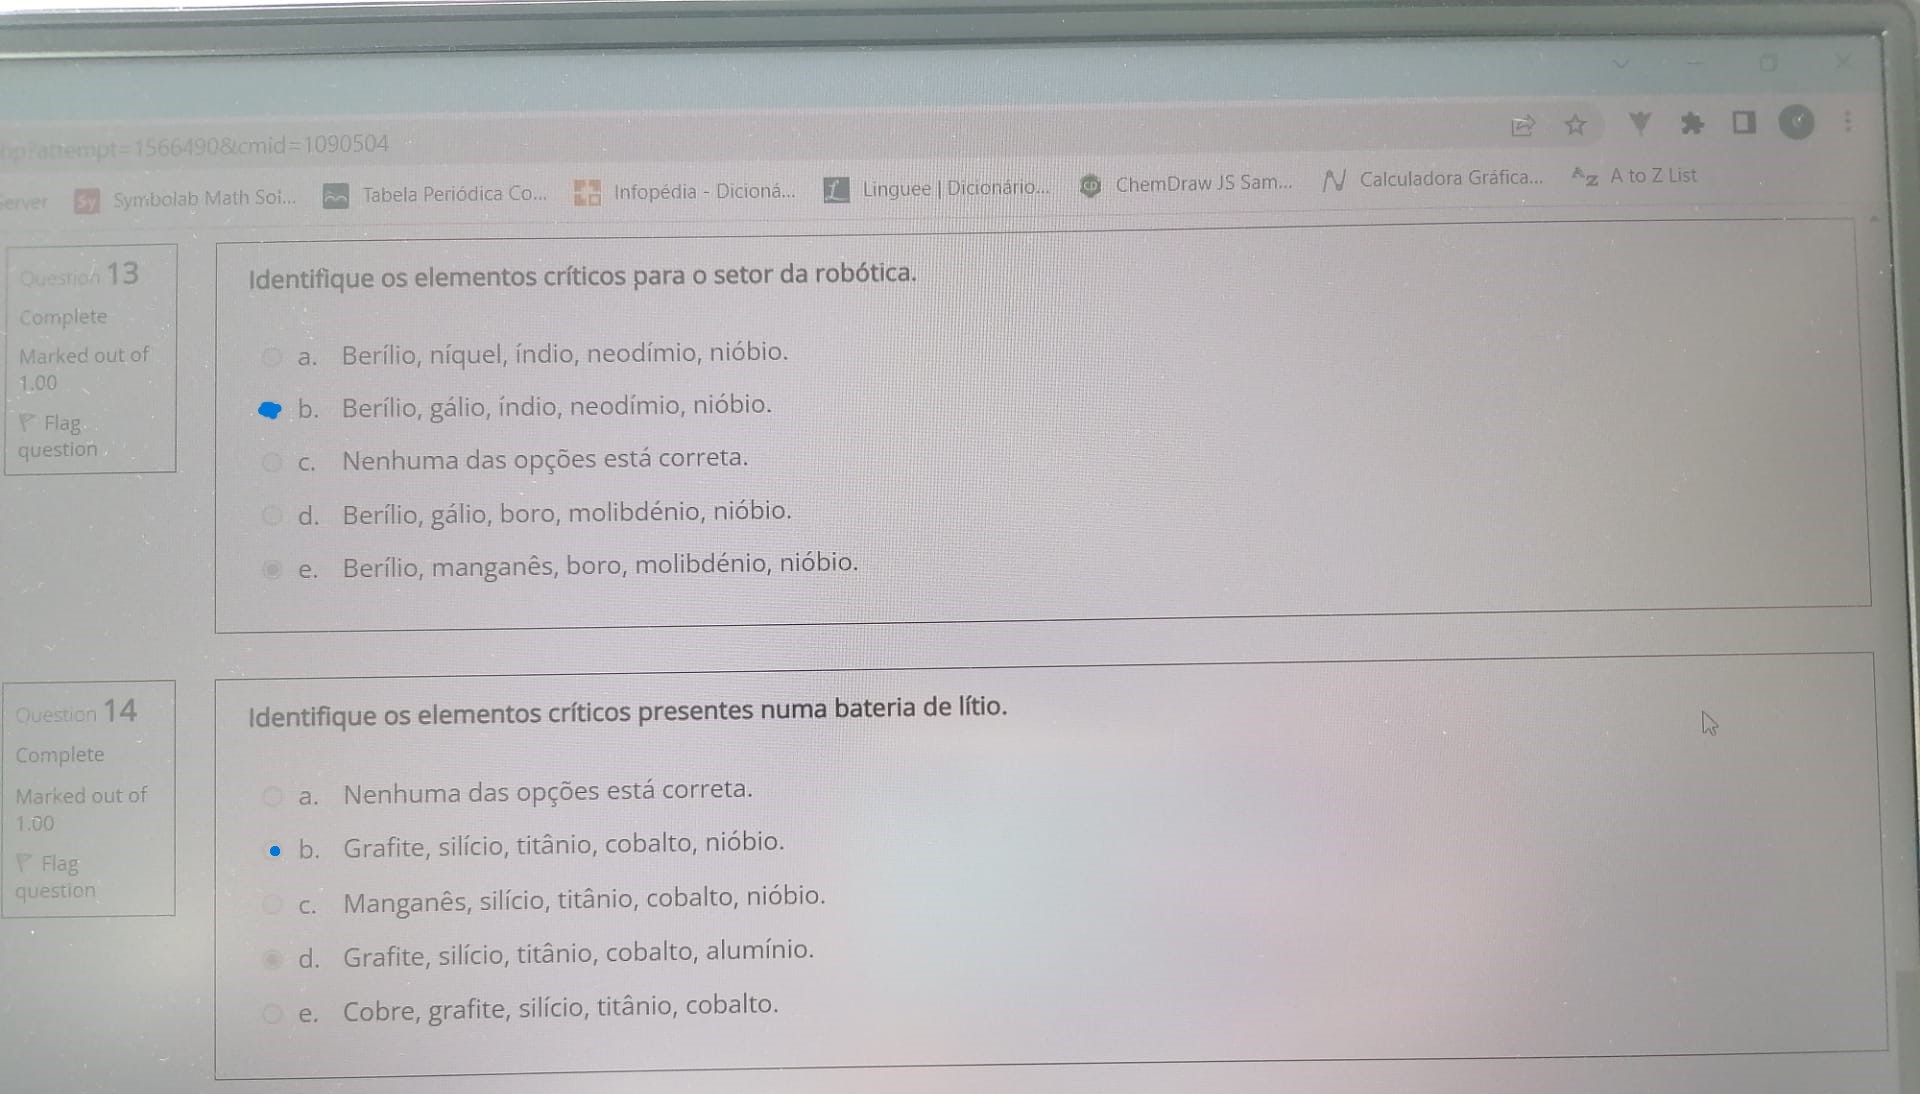 attempt=1566490&cmid=1090504
Server Symbolab Math Sol... Tabela Periódica Co... Infopédia - Dicioná... Linguee | Dicionário... ChemDraw JS Sam... Calculadora Gráfica... A to Z List
Question 13
Complete
Marked out of
1.00
Flag
question
Identifique os elementos críticos para o setor da robótica.
a. Berílio, níquel, índio, neodímio, nióbio.
b. Berílio, gálio, índio, neodímio, nióbio.
c. Nenhuma das opções está correta.
d. Berílio, gálio, boro, molibdénio, nióbio.
e. Berílio, manganês, boro, molibdénio, nióbio.
Question 14
Complete
Marked out of
1.00
Flag
question
Identifique os elementos críticos presentes numa bateria de lítio.
a. Nenhuma das opções está correta.
b. Grafite, silício, titânio, cobalto, nióbio.
c. Manganês, silício, titânio, cobalto, nióbio.
d. Grafite, silício, titânio, cobalto, alumínio.
e. Cobre, grafite, silício, titânio, cobalto.